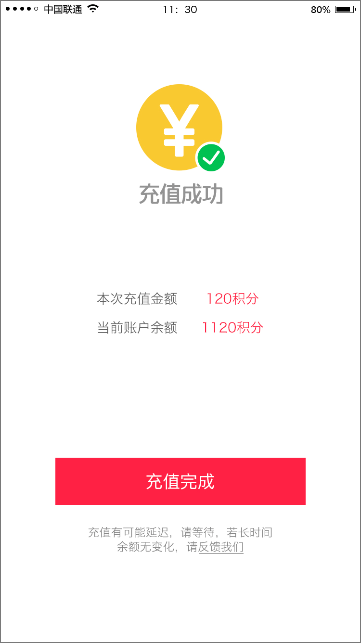 中国联通 11：30 80%
充值成功
本次充值金额 120积分
当前账户余额 1120积分
充值完成
充值有可能延迟，请等待，若长时间
余额无变化，请反馈我们